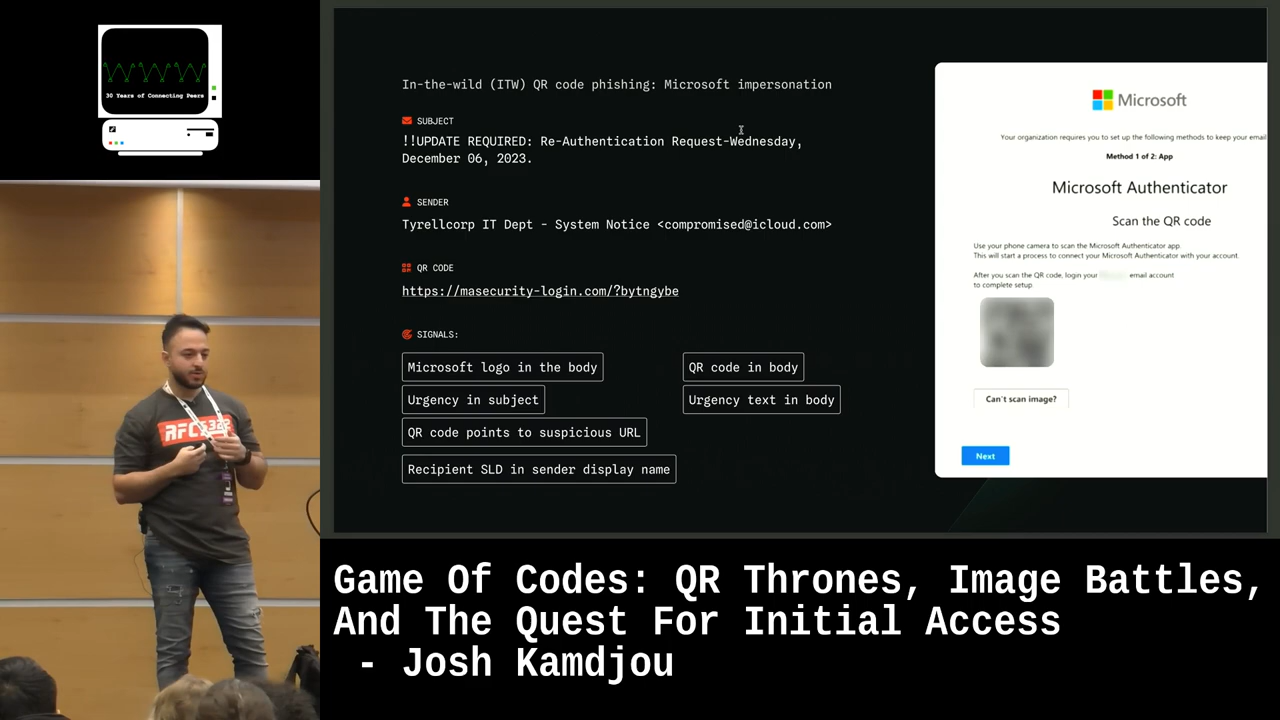 30 Years of Connecting Peers
In-the-wild (ITW) QR code phishing: Microsoft impersonation
SUBJECT
!!UPDATE REQUIRED: Re-Authentication Request-Wednesday,
December 06, 2023.
SENDER
Tyrellcorp IT Dept - System Notice <compromised@icloud.com>
QR CODE
https://masecurity-login.com/?bytngybe
SIGNALS:
Microsoft logo in the body
QR code in body
Urgency in subject
Urgency text in body
QR code points to suspicious URL
Recipient SLD in sender display name
Microsoft
Your organization requires you to set up the following methods to keep your email
Method 1 of 2: App
Microsoft Authenticator
Scan the QR code
Use your phone camera to scan the Microsoft Authenticator app.
This will start a process to connect your Microsoft Authenticator with your account.
After you scan the QR code, login your email account
to complete setup.
Can't scan image?
Next
RFC5322
Game Of Codes: QR Thrones, Image Battles,
And The Quest For Initial Access
- Josh Kamdjou